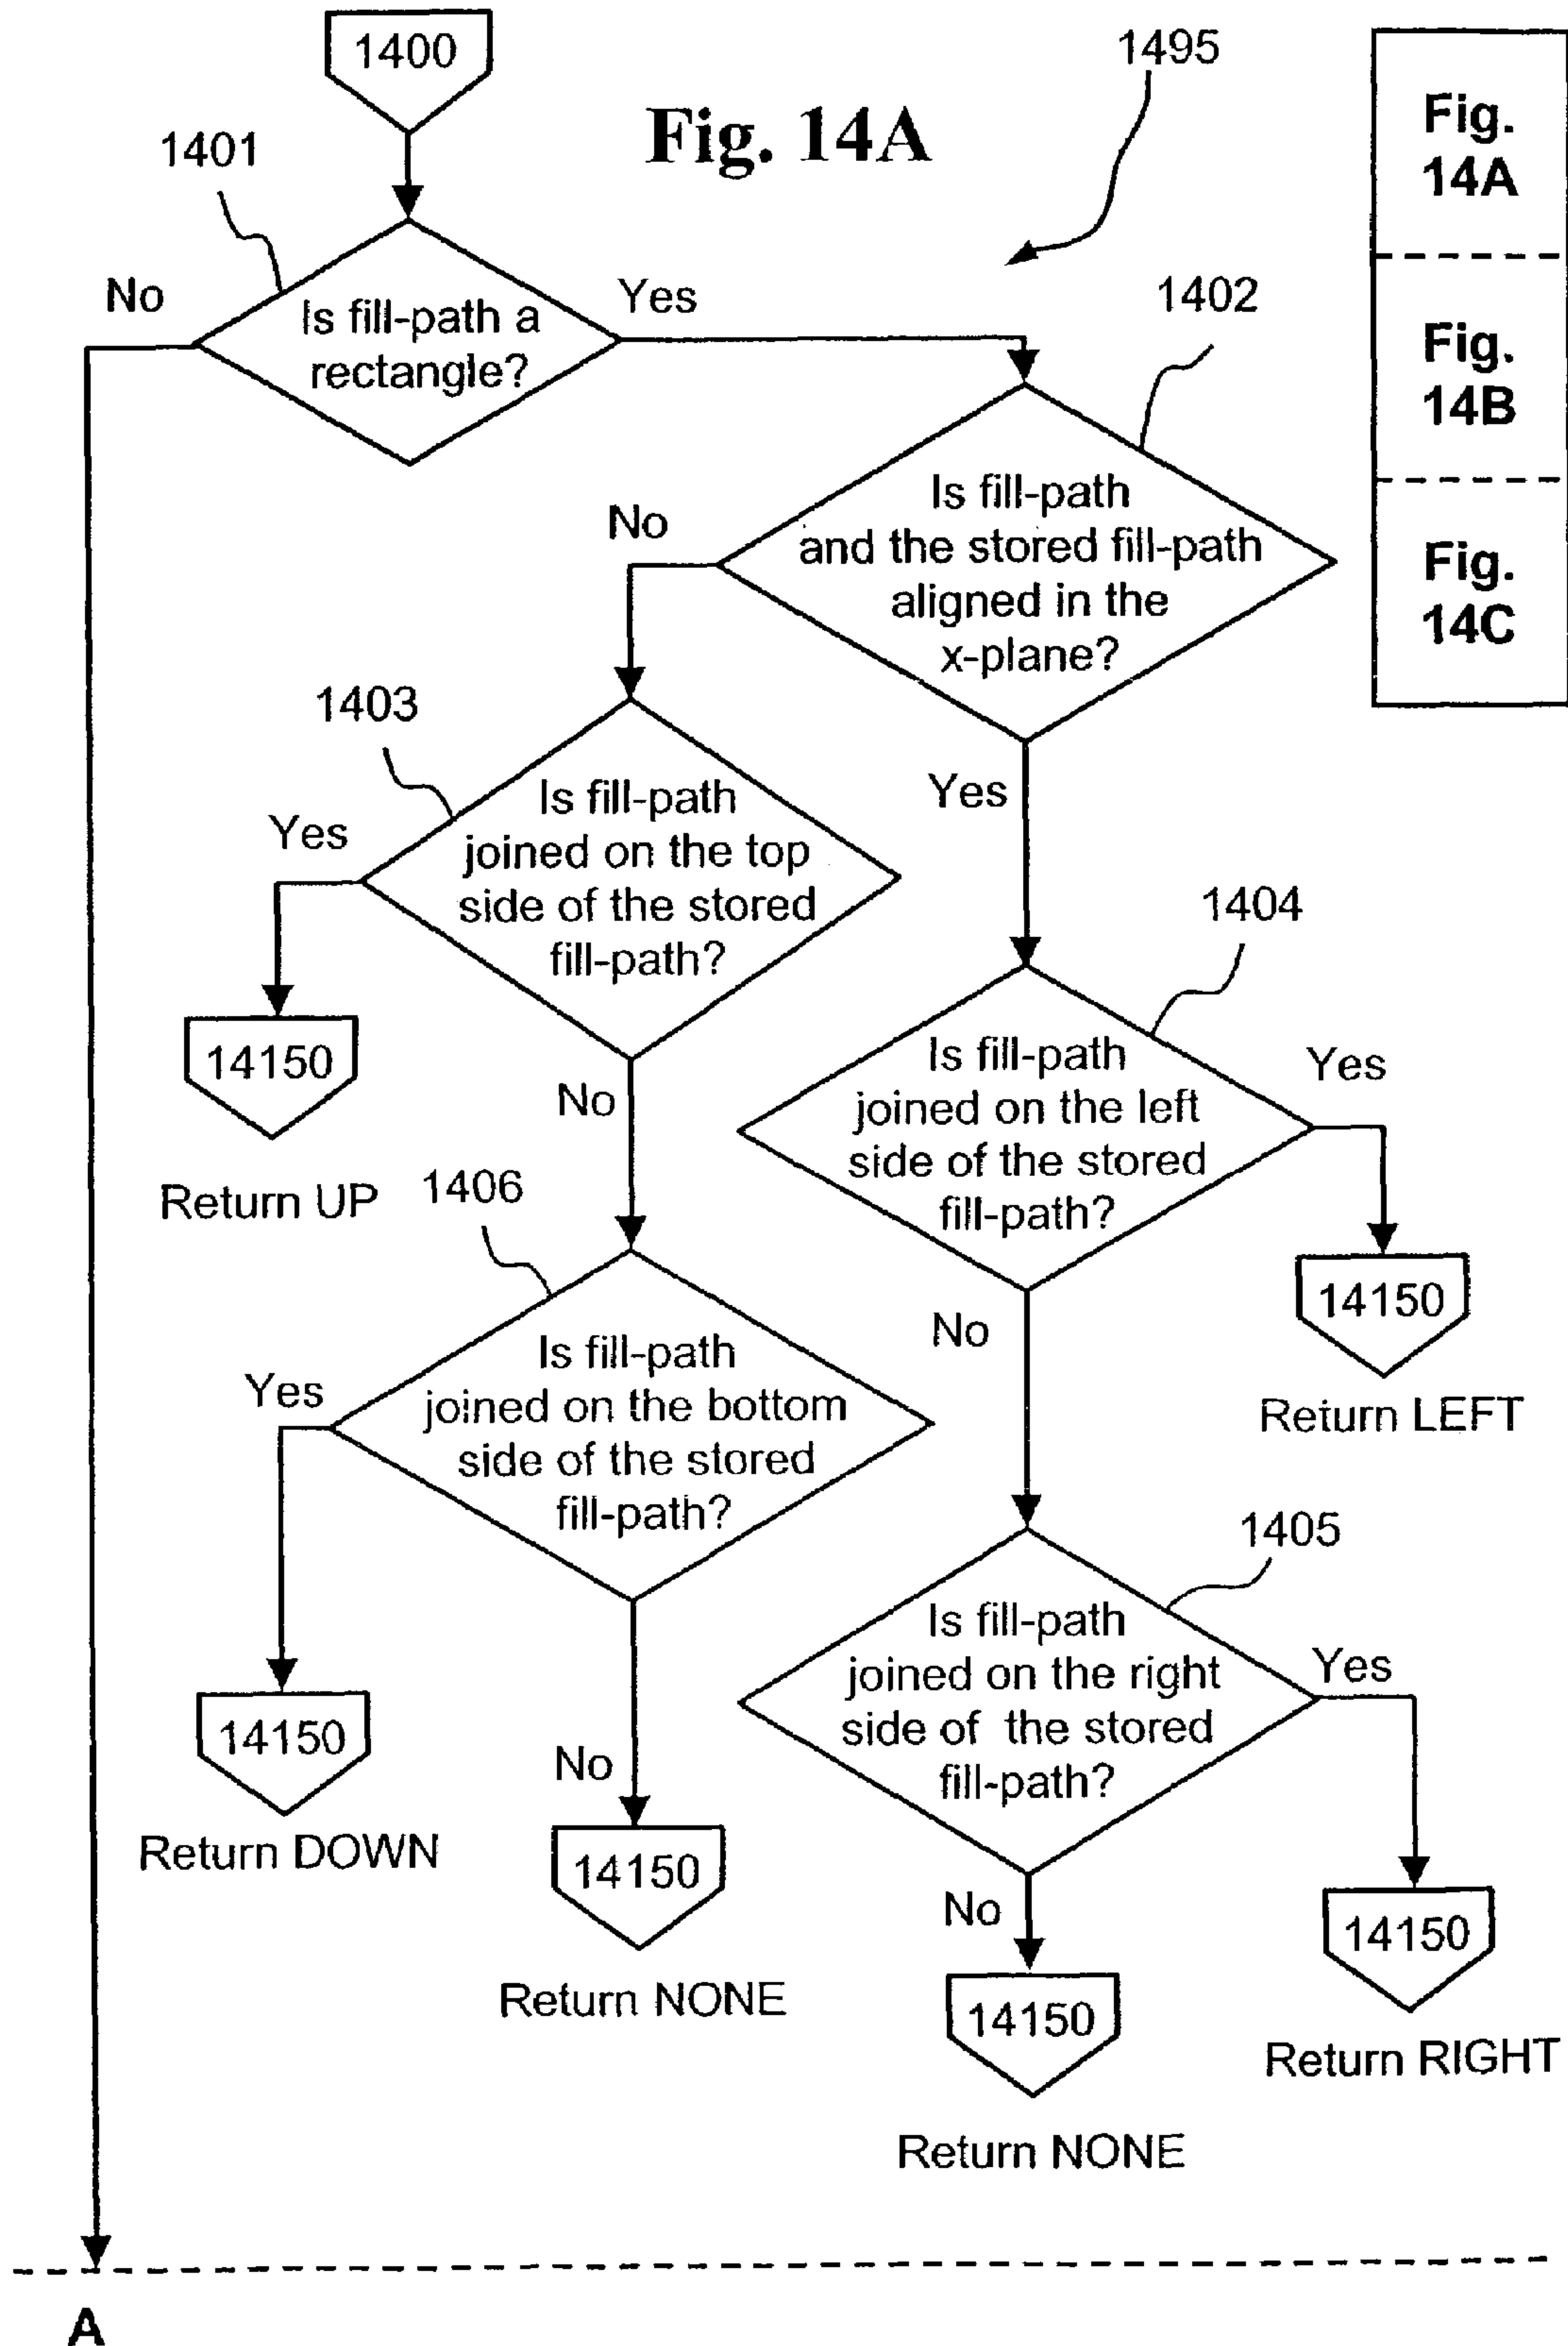 1400
1495
Fig. 14A
Fig.
14A
Fig.
14B
Fig.
14C
1401
No
Yes
Is fill-path a
rectangle?
1402
Is fill-path
and the stored fill-path
aligned in the
x-plane?
No
Yes
1403
Is fill-path
joined on the top
side of the stored
fill-path?
Yes
No
14150
Return UP
1404
Is fill-path
joined on the left
side of the stored
fill-path?
Yes
No
14150
Return LEFT
1406
Is fill-path
joined on the bottom
side of the stored
fill-path?
Yes
No
14150
Return DOWN
14150
Return NONE
1405
Is fill-path
joined on the right
side of the stored
fill-path?
Yes
No
14150
Return RIGHT
14150
Return NONE
A